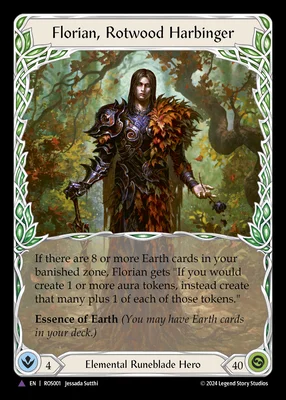 Florian, Rotwood Harbinger
If there are 8 or more Earth cards in your
banished zone, Florian gets "If you would
create 1 or more aura tokens, instead create
that many plus 1 of each of those tokens."
Essence of Earth (You may have Earth cards
in your deck.)
4
Elemental Runeblade Hero
40
EN | ROS001 Jessada Sutthi
© 2024 Legend Story Studios